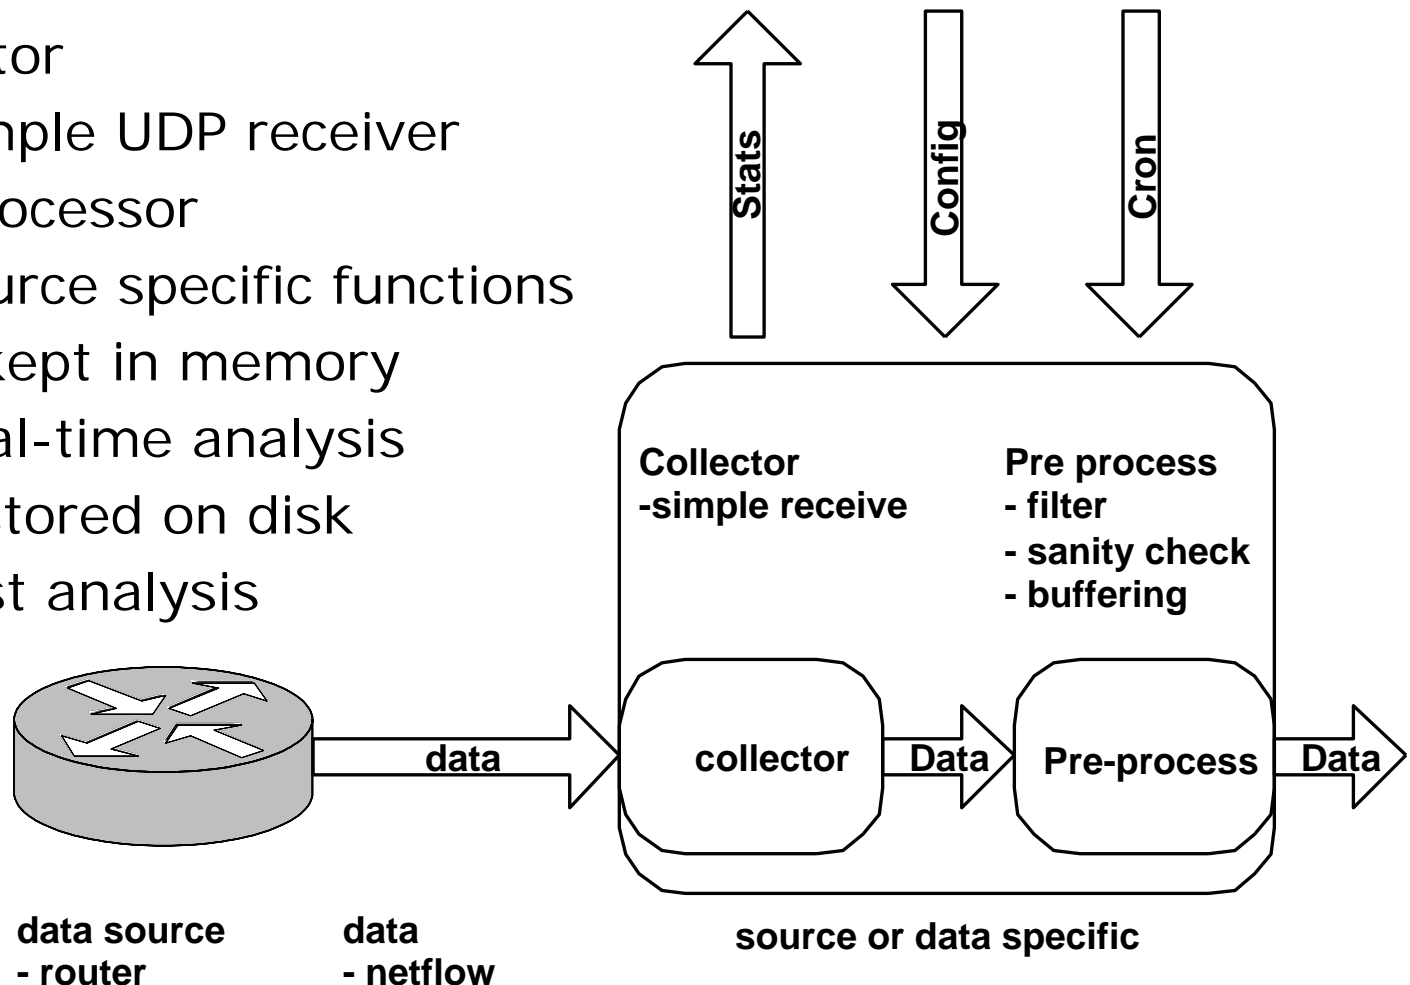 tor
nple UDP receiver
ocessor
urce specific functions
kept in memory
al-time analysis
stored on disk
st analysis
Stats
Config
Cron
Collector
-simple receive
Pre process
- filter
- sanity check
- buffering
data
collector
Data
Pre-process
Data
data source
- router
data
- netflow
source or data specific